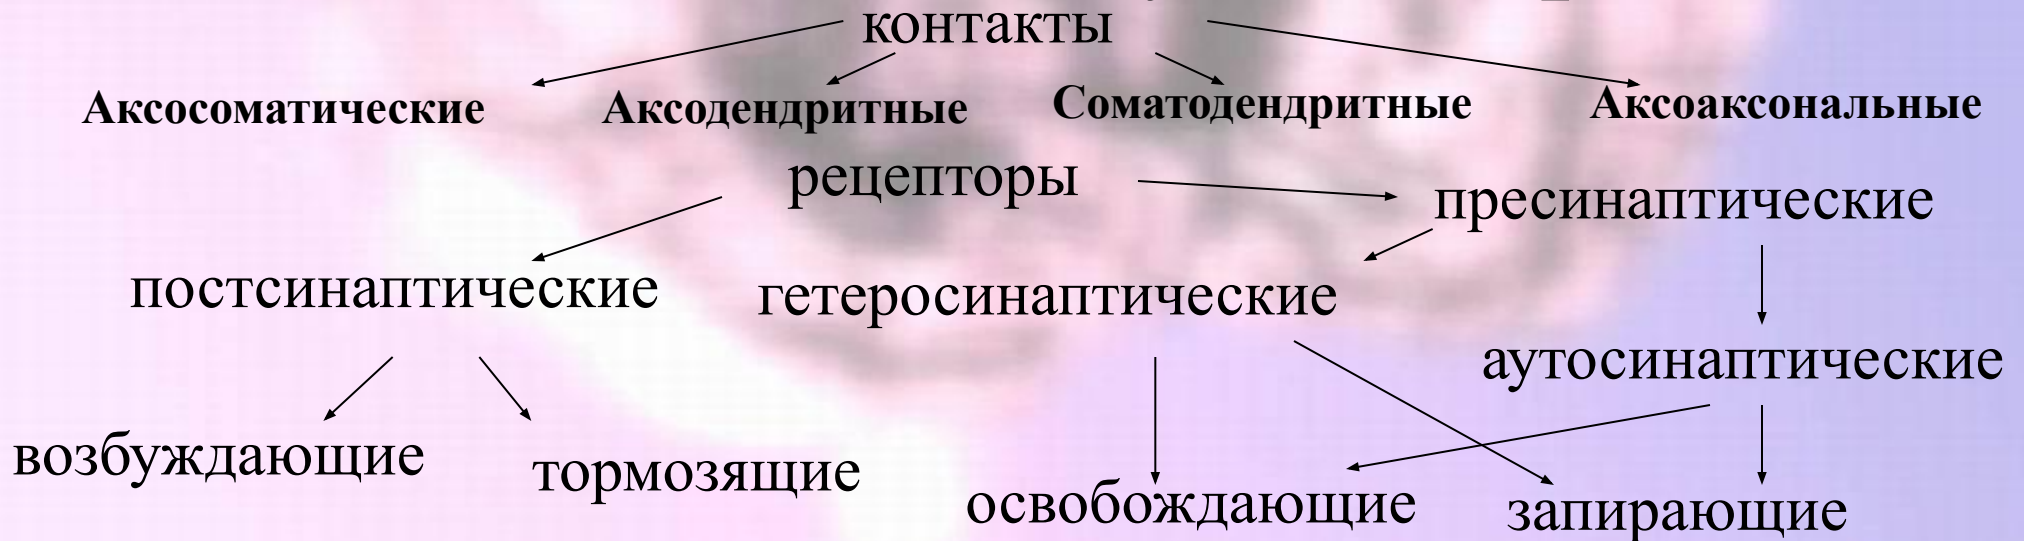 контакты
Аксосоматические Аксодендритные Соматодендритные Аксоаксональные
рецепторы
пресинаптические
постсинаптические гетеросинаптические
аутосинаптические
возбуждающие тормозящие
освобождающие запирающие